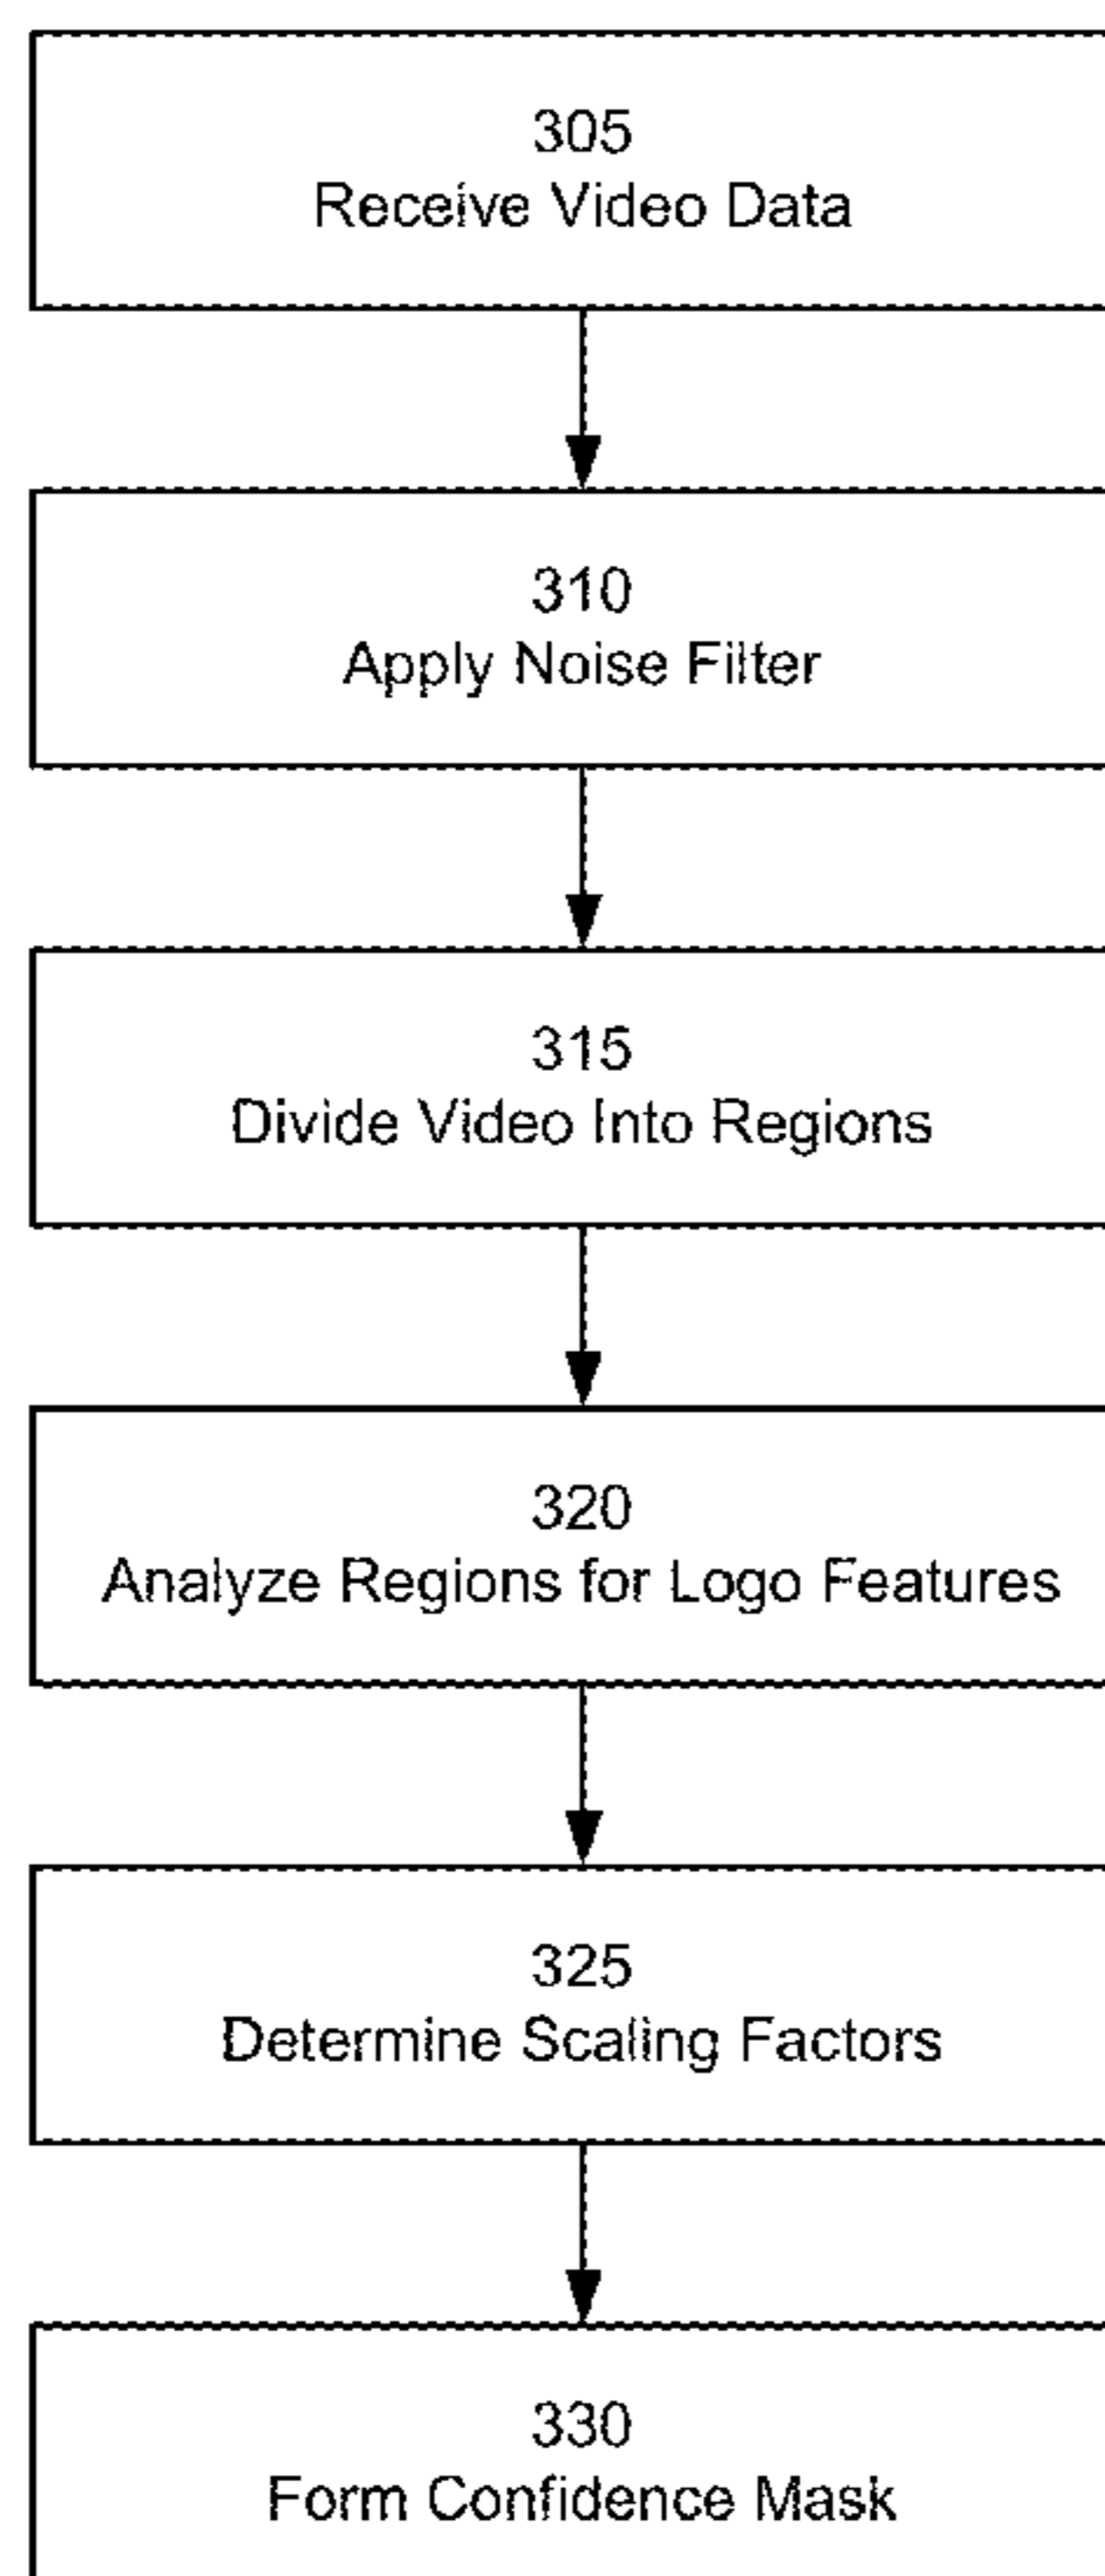 305
Receive Video Data
310
Apply Noise Filter
315
Divide Video Into Regions
320
Analyze Regions for Logo Features
325
Determine Scaling Factors
330
Form Confidence Mask